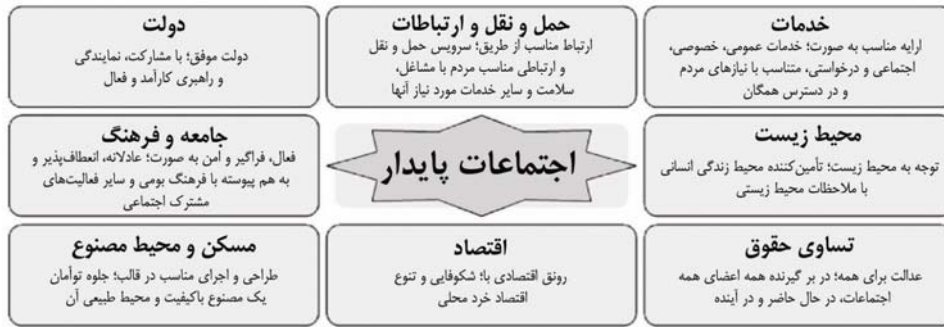 خدمات
ارایه مناسب به صورت؛ خدمات عمومی، خصوصی،
اجتماعی و درخواستی، متناسب با نیازهای مردم
و در دسترس همگان
حمل و نقل و ارتباطات
ارتباط مناسب از طریق؛ سرویس حمل و نقل
و ارتباطی مناسب مردم با مشاغل،
سلامت و سایر خدمات مورد نیاز آنها
دولت
دولت موفق؛ با مشارکت، نمایندگی
و راهبری کارآمد و فعال
محیط زیست
توجه به محیط زیست؛ تأمین‌کننده محیط زندگی انسانی
با ملاحظات محیط زیستی
اجتماعات پایدار
جامعه و فرهنگ
فعال، فراگیر و امن به صورت؛ عادلانه، انعطاف‌پذیر و
به هم پیوسته با فرهنگ بومی و سایر فعالیت‌های
مشترک اجتماعی
تساوی حقوق
عدالت برای همه؛ در بر گیرنده همه اعضای همه
اجتماعات، در حال حاضر و در آینده
اقتصاد
رونق اقتصادی با؛ شکوفایی و تنوع
اقتصاد خرد محلی
مسکن و محیط مصنوع
طراحی و اجرای مناسب در قالب؛ جلوه توأمان
یک مصنوع باکیفیت و محیط طبیعی آن